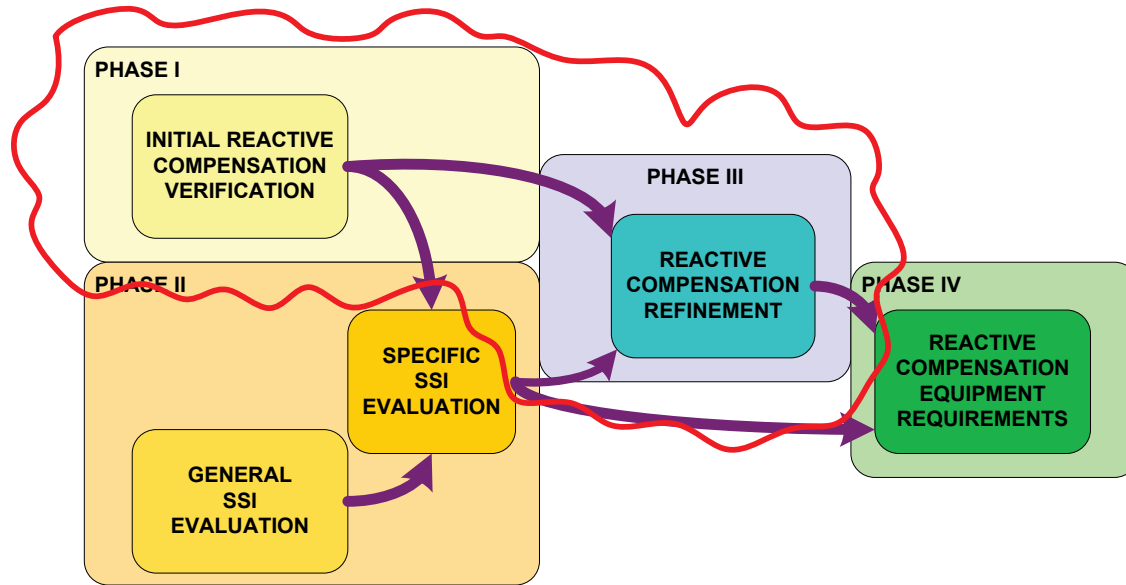 PHASE I
INITIAL REACTIVE
COMPENSATION
VERIFICATION
PHASE II
SPECIFIC
SSI
EVALUATION
GENERAL
SSI
EVALUATION
PHASE III
REACTIVE
COMPENSATION
REFINEMENT
PHASE IV
REACTIVE
COMPENSATION
EQUIPMENT
REQUIREMENTS